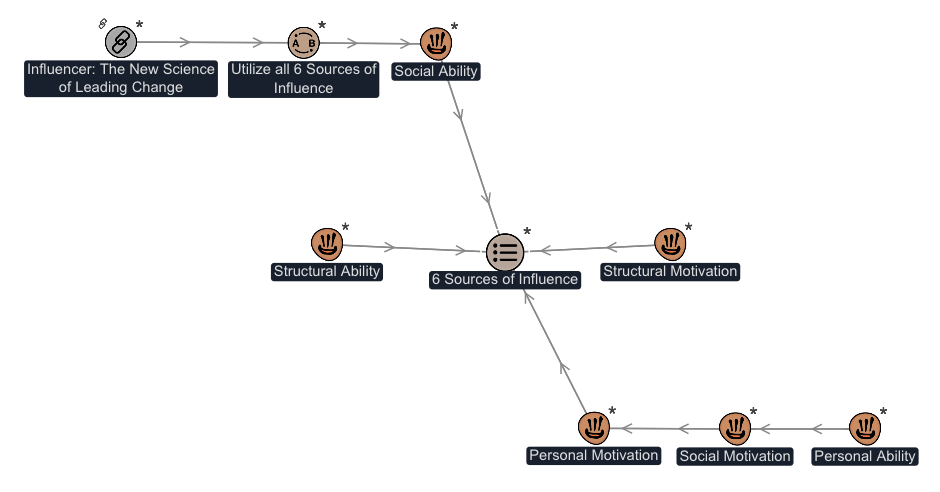 *
*
*
A B
Influencer: The New Science
of Leading Change
Utilize all 6 Sources of
Influence
Social Ability
*
*
*
Structural Ability
6 Sources of Influence
Structural Motivation
*
*
*
Personal Motivation
Social Motivation
Personal Ability